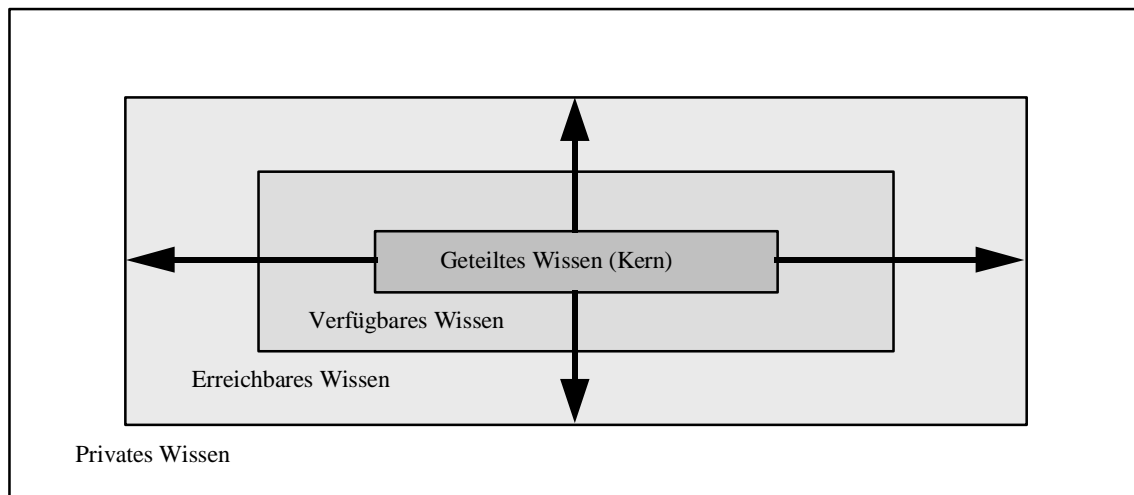 Geteiltes Wissen (Kern)
Verfügbares Wissen
Erreichbares Wissen
Privates Wissen